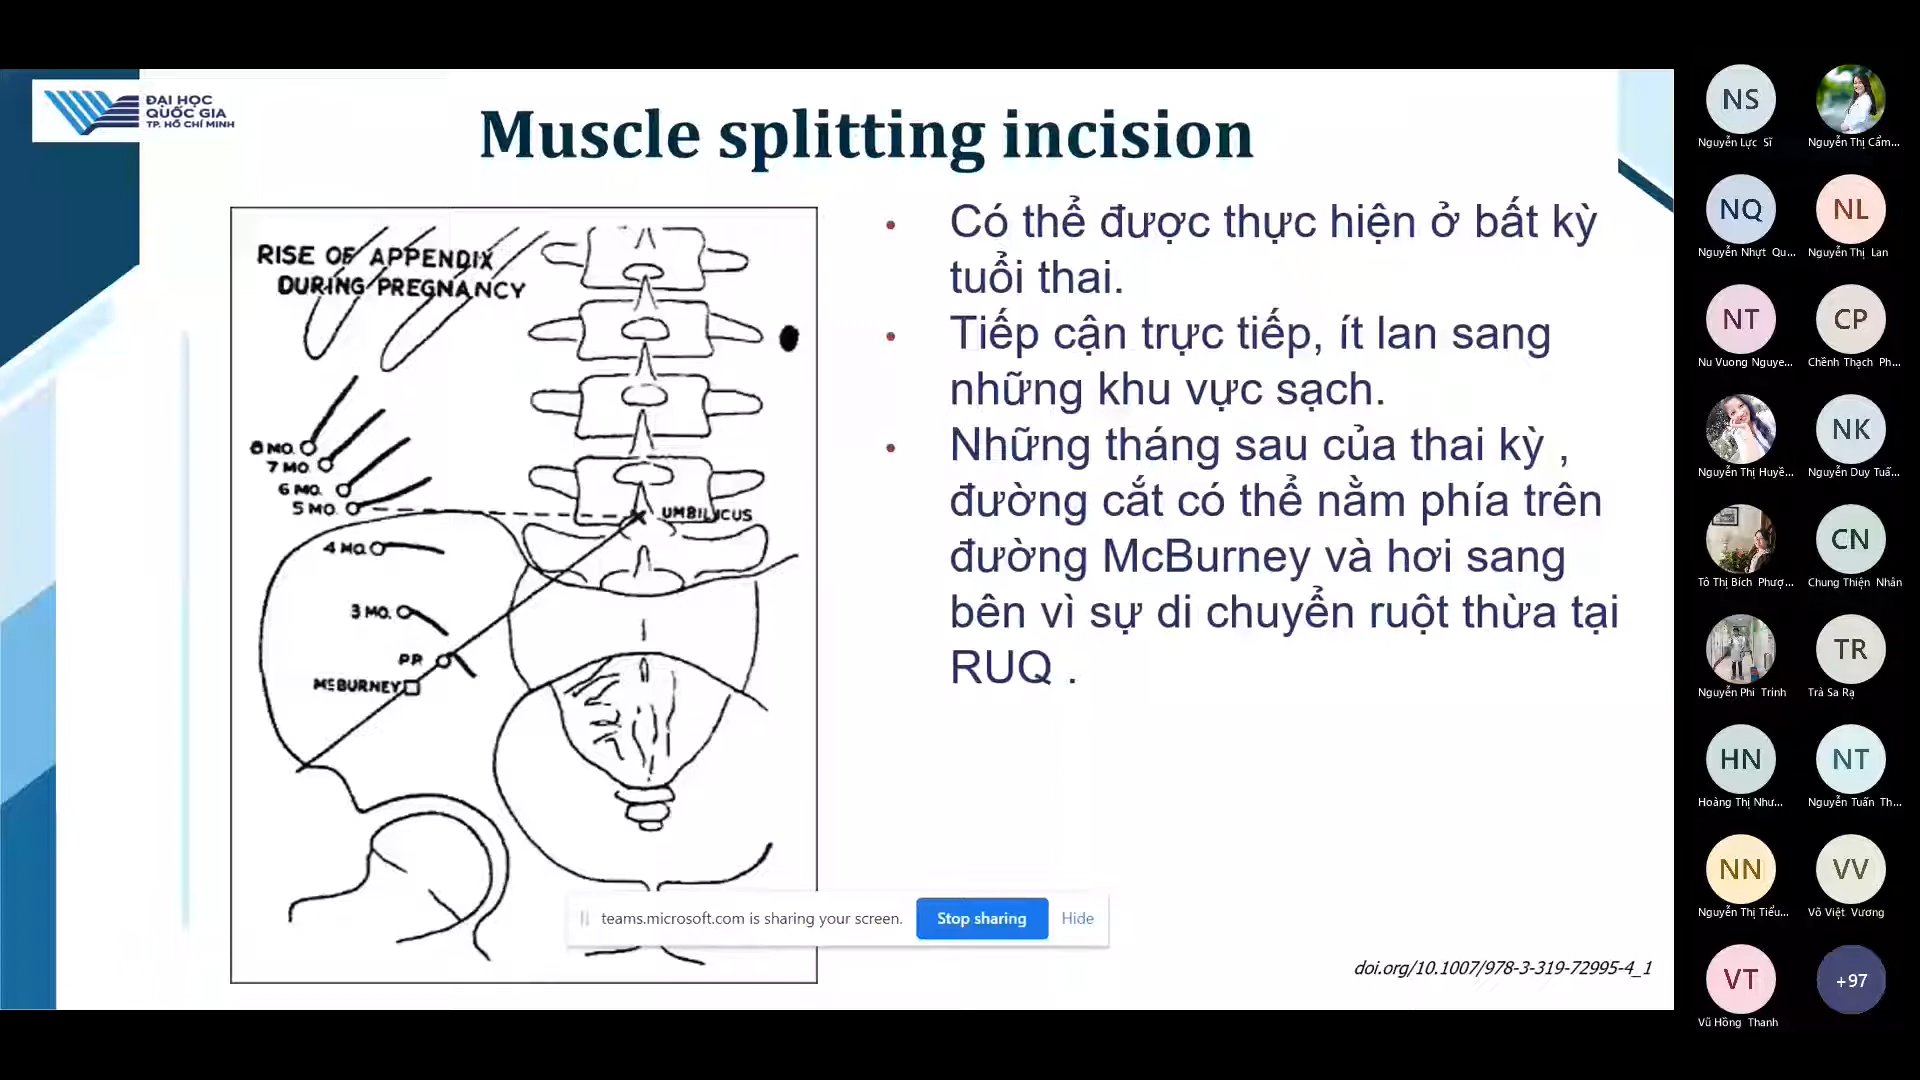 ĐẠI HỌC
QUỐC GIA
TP. HỒ CHÍ MINH
Muscle splitting incision
RISE OF APPENDIX
DURING PREGNANCY
8 MO.
7 MO.
6 MO.
5 MO.
UMBILICUS
4 MO.
3 MO.
P.P.
MCBURNEY
• Có thể được thực hiện ở bất kỳ
tuổi thai.
• Tiếp cận trực tiếp, ít lan sang
những khu vực sạch.
• Những tháng sau của thai kỳ ,
đường cắt có thể nằm phía trên
đường McBurney và hơi sang
bên vì sự di chuyển ruột thừa tại
RUQ .
teams.microsoft.com is sharing your screen.
Stop sharing
Hide
doi.org/10.1007/978-3-319-72995-4_1
NS
Nguyễn Lực Sĩ
Nguyễn Thị Cẩm...
NQ
Nguyễn Nhựt Qu...
NL
Nguyễn Thị Lan
NT
Nu Vuong Nguye...
CP
Chềnh Thạch Ph...
Nguyễn Thị Huyề...
NK
Nguyễn Duy Tuấ...
Tô Thị Bích Phượ...
CN
Chung Thiện Nhân
Nguyễn Phi Trinh
TR
Trà Sa Rạ
HN
Hoàng Thị Như...
NT
Nguyễn Tuấn Th...
NN
Nguyễn Thị Tiểu...
VV
Võ Việt Vương
VT
Vũ Hồng Thanh
+97